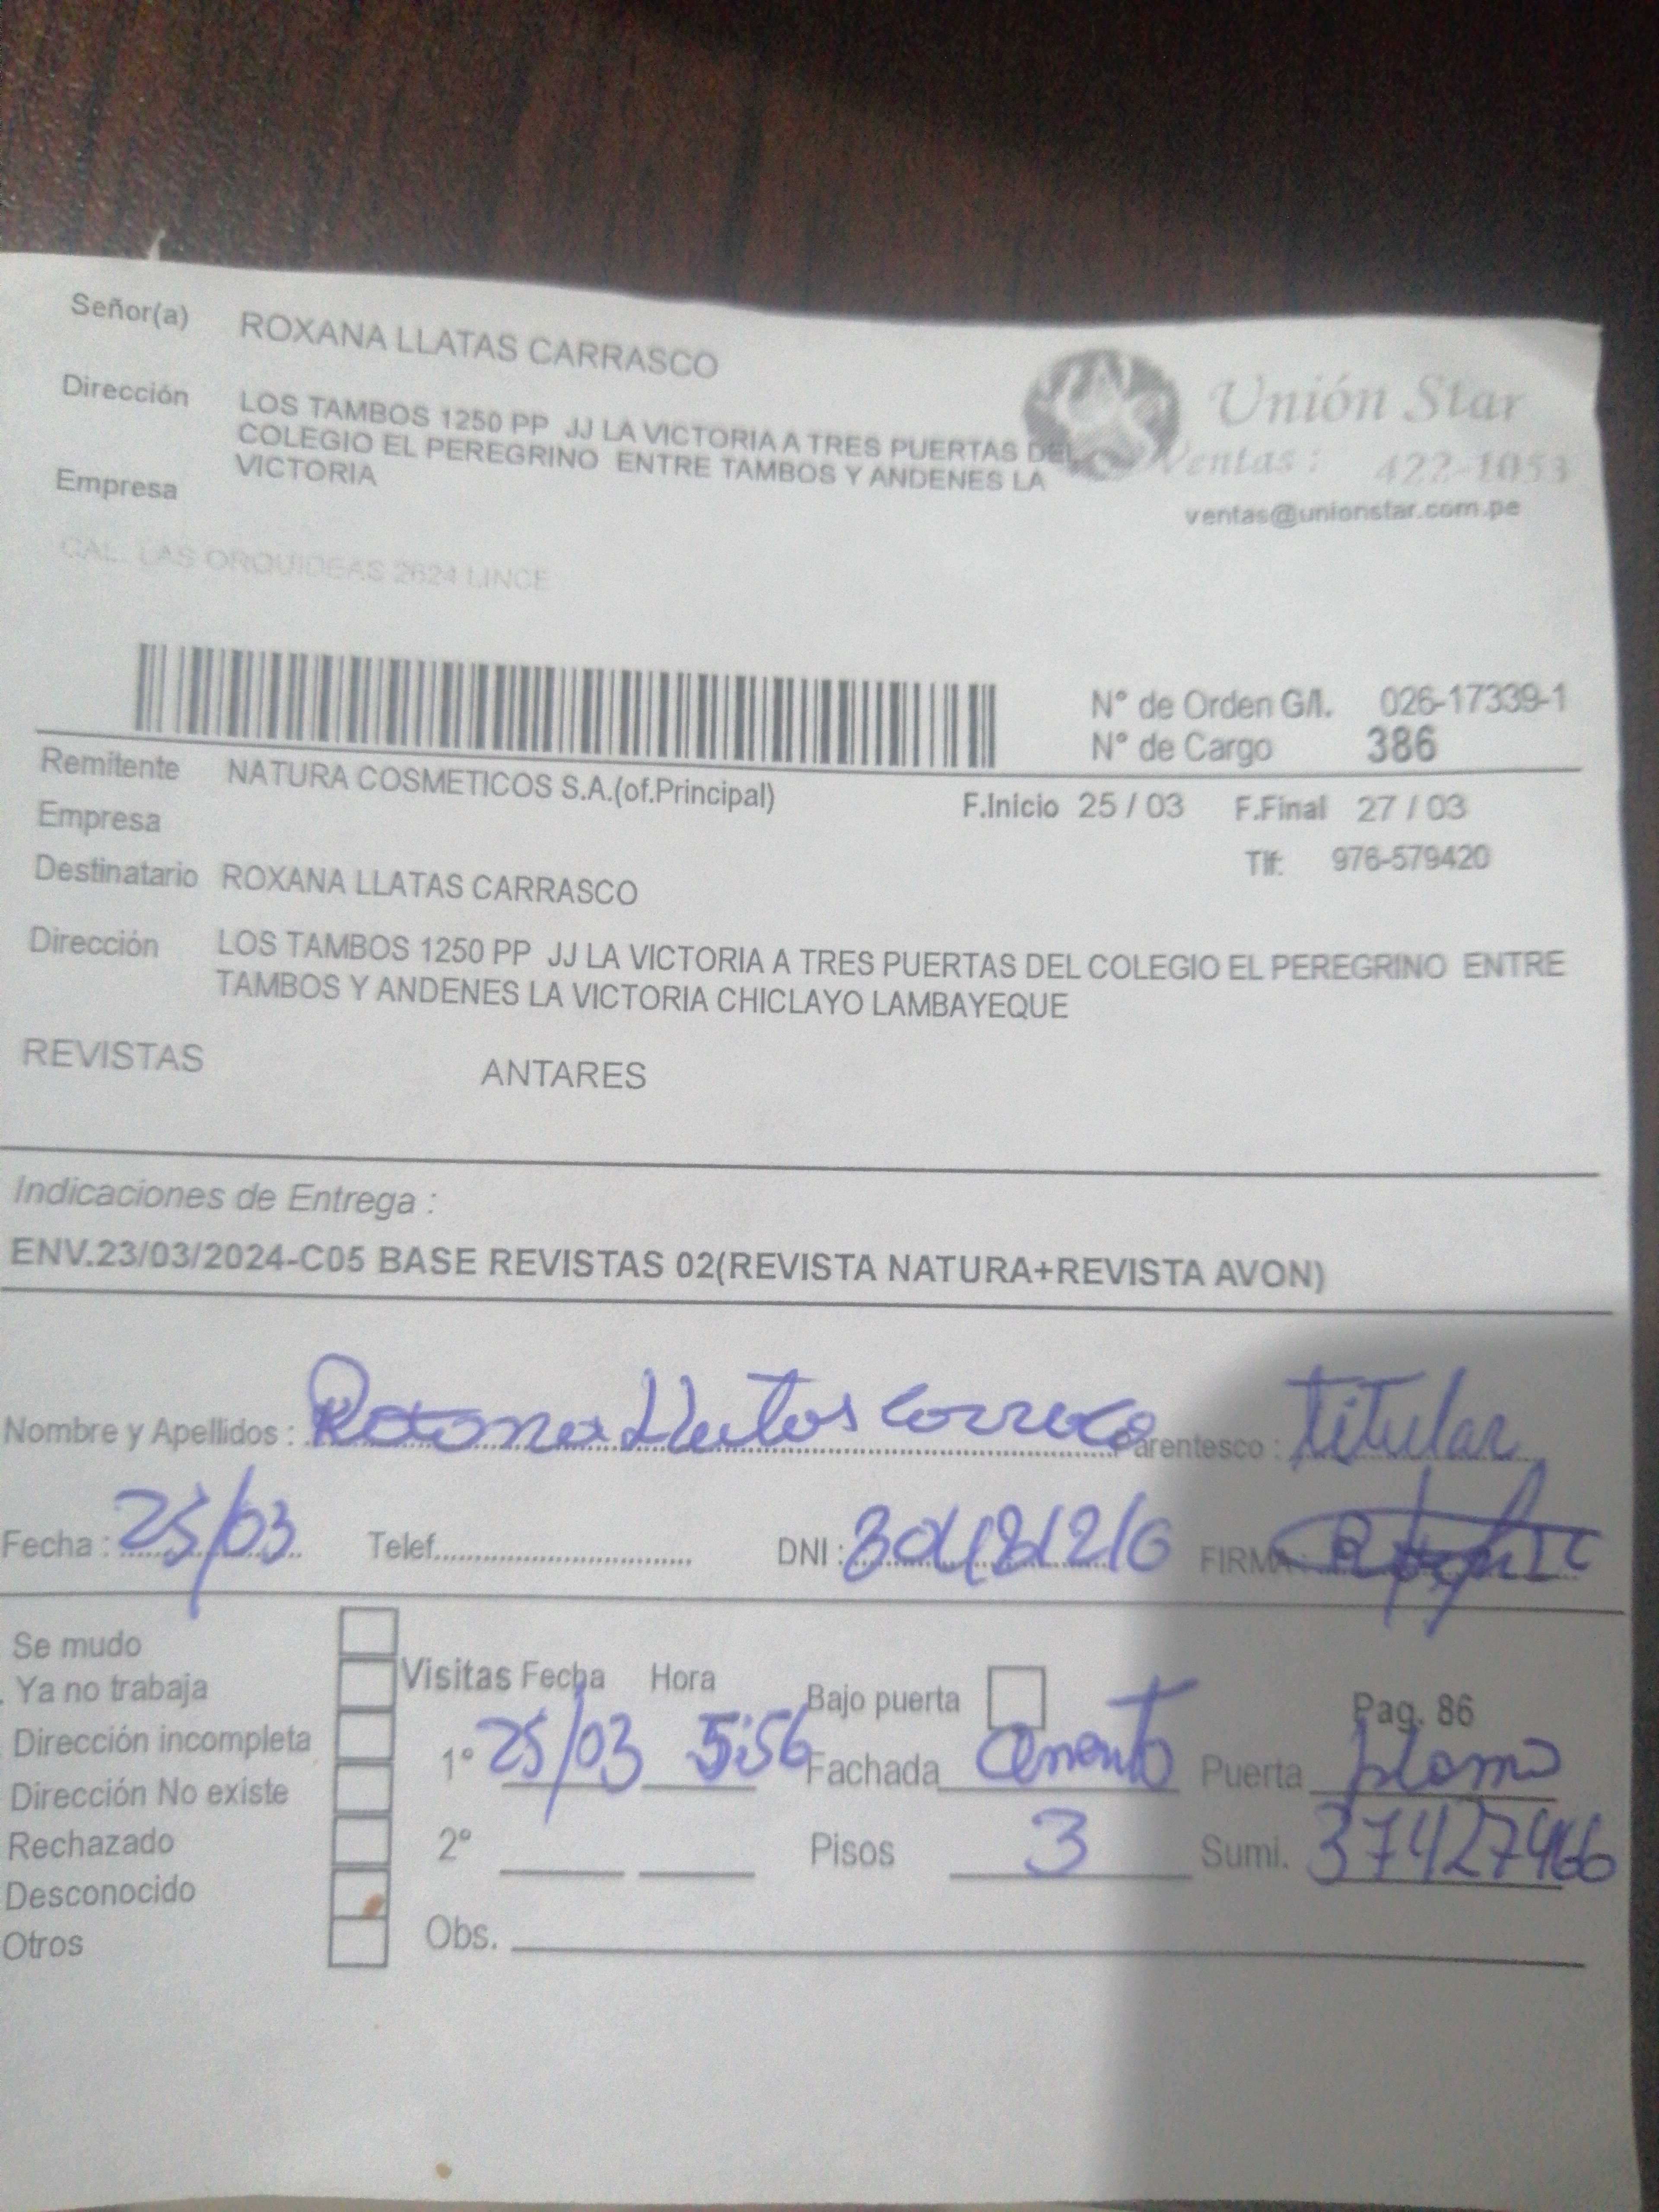 Señor(a) ROXANA LLATAS CARRASCO
Dirección LOS TAMBOS 1250 PP JJ LA VICTORIA A TRES PUERTAS DEL
COLEGIO EL PEREGRINO ENTRE TAMBOS Y ANDENES LA
VICTORIA
Empresa
Unión Star
Ventas: 422-1053
ventas@unionstar.com.pe
CAL. LAS ORQUIDEAS 2624 LINCE
N° de Orden G/I. 026-17339-1
N° de Cargo 386
Remitente NATURA COSMETICOS S.A.(of.Principal)
F.Inicio 25 / 03 F.Final 27 / 03
Empresa
Tlf: 976-579420
Destinatario ROXANA LLATAS CARRASCO
Dirección LOS TAMBOS 1250 PP JJ LA VICTORIA A TRES PUERTAS DEL COLEGIO EL PEREGRINO ENTRE
TAMBOS Y ANDENES LA VICTORIA CHICLAYO LAMBAYEQUE
REVISTAS ANTARES
Indicaciones de Entrega :
ENV.23/03/2024-C05 BASE REVISTAS 02(REVISTA NATURA+REVISTA AVON)
Nombre y Apellidos : Roxana Llatas Carrasco Parentesco : Titular
Fecha : 25/03 Telef. DNI : FIRMA :
Se mudo
Ya no trabaja
Dirección incompleta
Dirección No existe
Rechazado
Desconocido
Otros
Visitas Fecha Hora
1° 25/03 5:56
2°
Obs.
Bajo puerta Pag. 86
Fachada Cemento Puerta plomo
Pisos 3 Sumi. 37427466